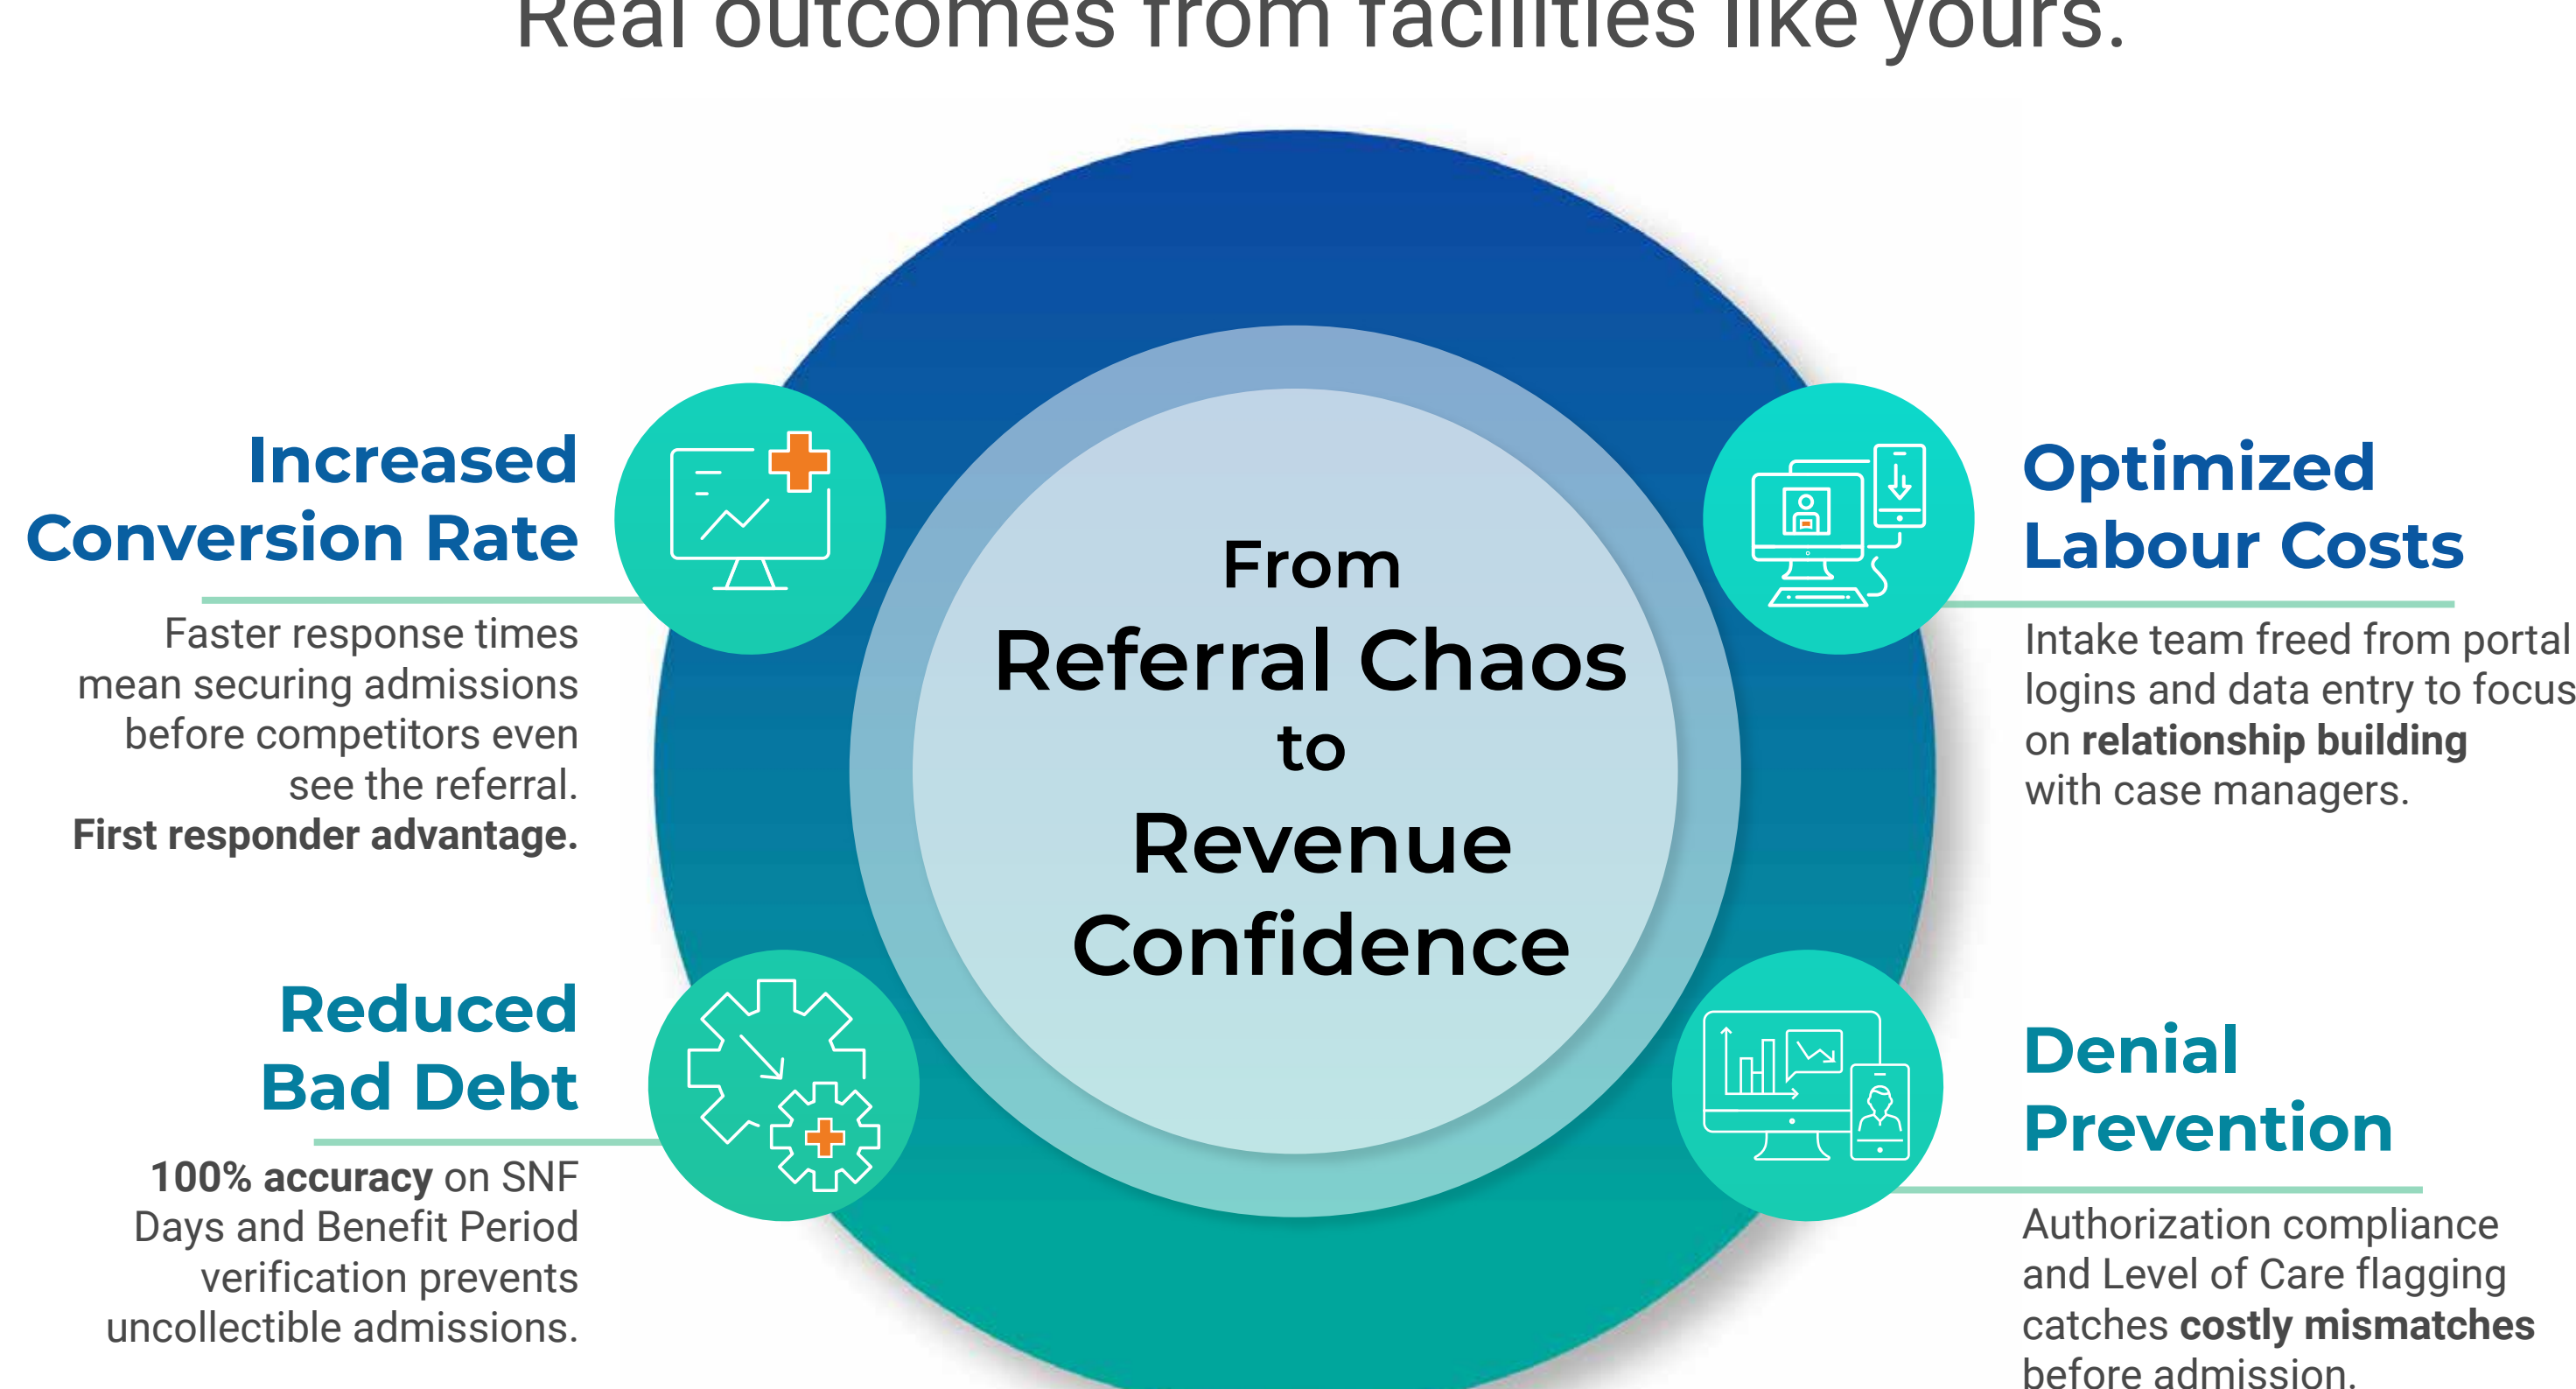 Real outcomes from facilities like yours.
Increased
Conversion Rate
Faster response times
mean securing admissions
before competitors even
see the referral.
First responder advantage.
Reduced
Bad Debt
100% accuracy on SNF
Days and Benefit Period
verification prevents
uncollectible admissions.
From
Referral Chaos
to
Revenue
Confidence
Optimized
Labour Costs
Intake team freed from portal
logins and data entry to focus
on relationship building
with case managers.
Denial
Prevention
Authorization compliance
and Level of Care flagging
catches costly mismatches
before admission.